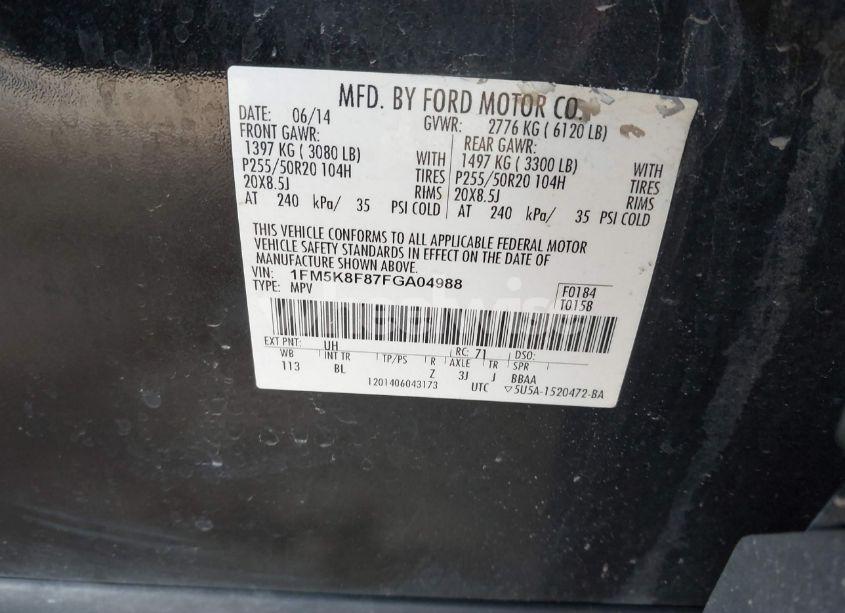 MFD. BY FORD MOTOR CO.
DATE: 06/14 GVWR: 2776 KG ( 6120 LB)
FRONT GAWR: REAR GAWR:
1397 KG ( 3080 LB) WITH 1497 KG ( 3300 LB) WITH
P255/50R20 104H TIRES P255/50R20 104H TIRES
20X8.5J RIMS 20X8.5J RIMS
AT 240 kPa/ 35 PSI COLD AT 240 kPa/ 35 PSI COLD
THIS VEHICLE CONFORMS TO ALL APPLICABLE FEDERAL MOTOR
VEHICLE SAFETY STANDARDS IN EFFECT ON THE DATE OF
MANUFACTURE SHOWN ABOVE.
VIN: 1FM5K8F87FGA04988 F0184
TYPE: MPV T015B
EXT PNT: UH RC: 71 DSO:
WB INT TR TP/PS R AXLE TR SPR
113 BL Z 3J J BBAA
1201406043173 UTC ▽5U5A-1520472-BA